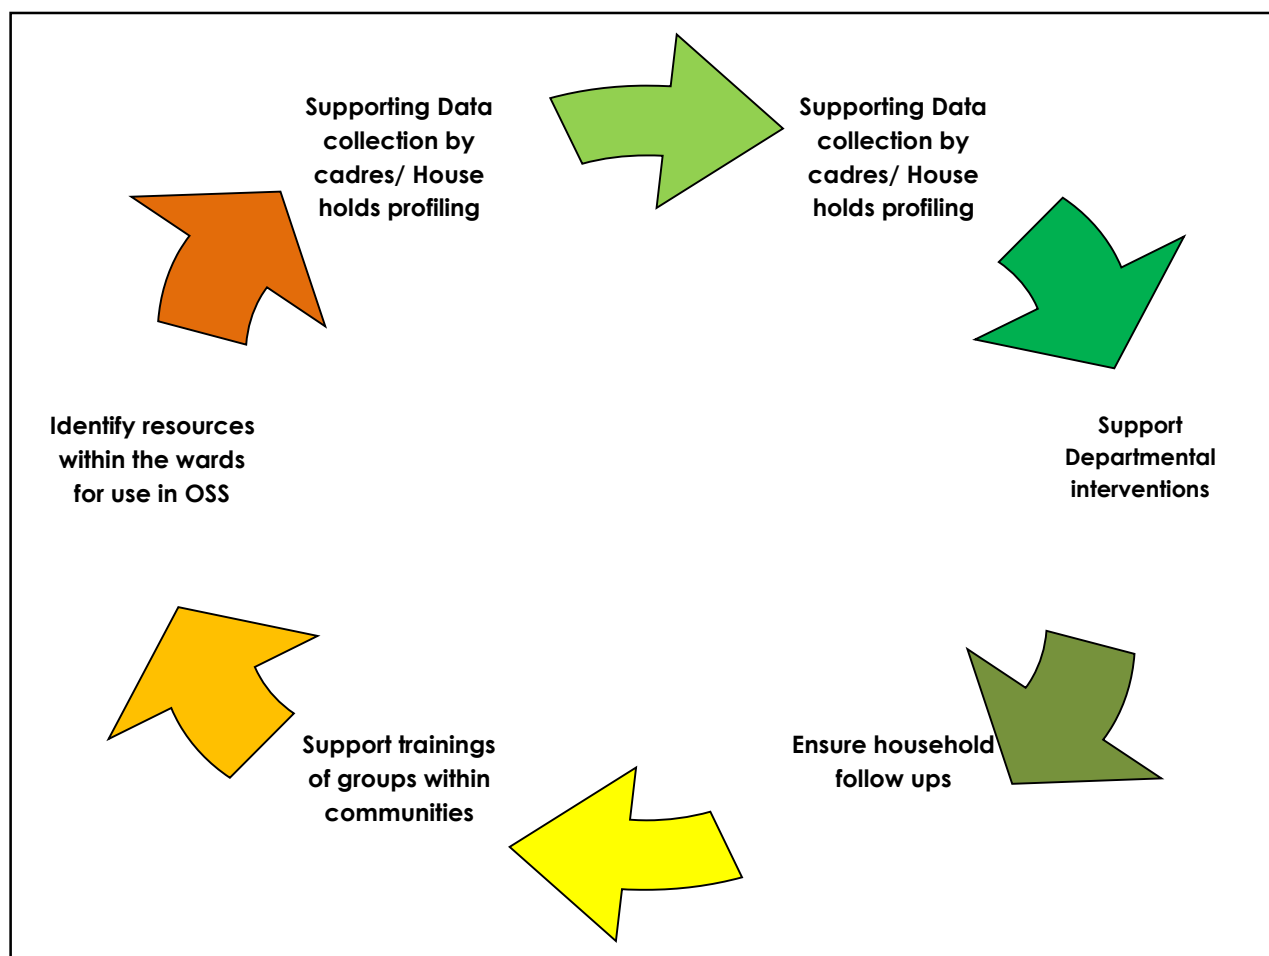 Supporting Data
collection by
cadres/ House
holds profiling
Supporting Data
collection by
cadres/ House
holds profiling
Support
Departmental
interventions
Ensure household
follow ups
Support trainings
of groups within
communities
Identify resources
within the wards
for use in OSS